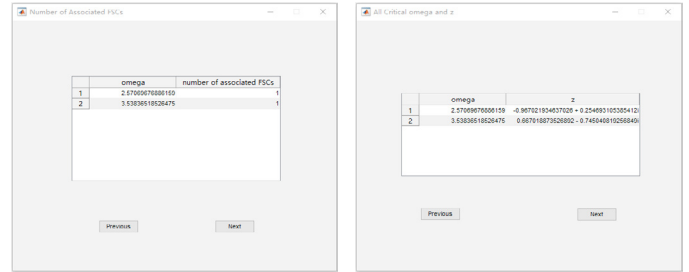 Number of Associated FSCs
omega number of associated FSCs
1 2.57069676886159 1
2 3.53836518526475 1
Previous Next
All Critical omega and z
omega z
1 2.57069676886159 -0.967021934637026 + 0.254693105385412i
2 3.53836518526475 0.667018873526892 - 0.745040819256849i
Previous Next